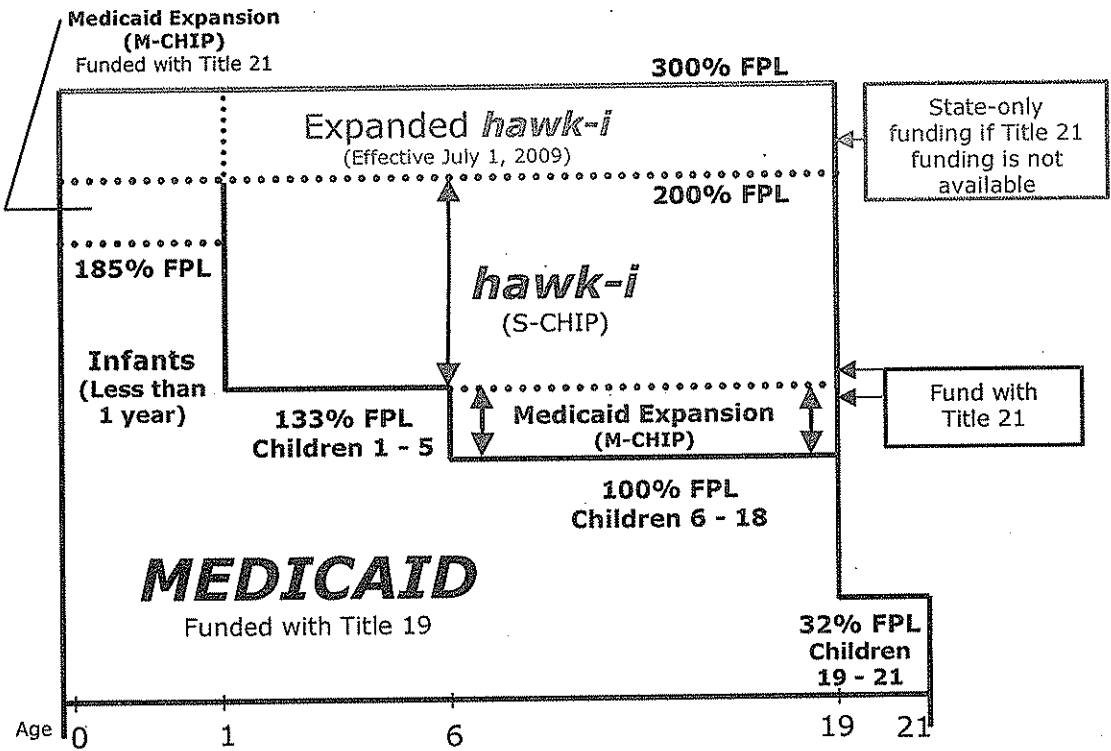 Medicaid Expansion
(M-CHIP)
Funded with Title 21
300% FPL
Expanded hawk-i
(Effective July 1, 2009)
State-only
funding if Title 21
funding is not
available
200% FPL
185% FPL
hawk-i
(S-CHIP)
Infants
(Less than
1 year)
133% FPL
Children 1 - 5
Medicaid Expansion
(M-CHIP)
Fund with
Title 21
100% FPL
Children 6 - 18
MEDICAID
Funded with Title 19
32% FPL
Children
19 - 21
Age 0 1 6 19 21